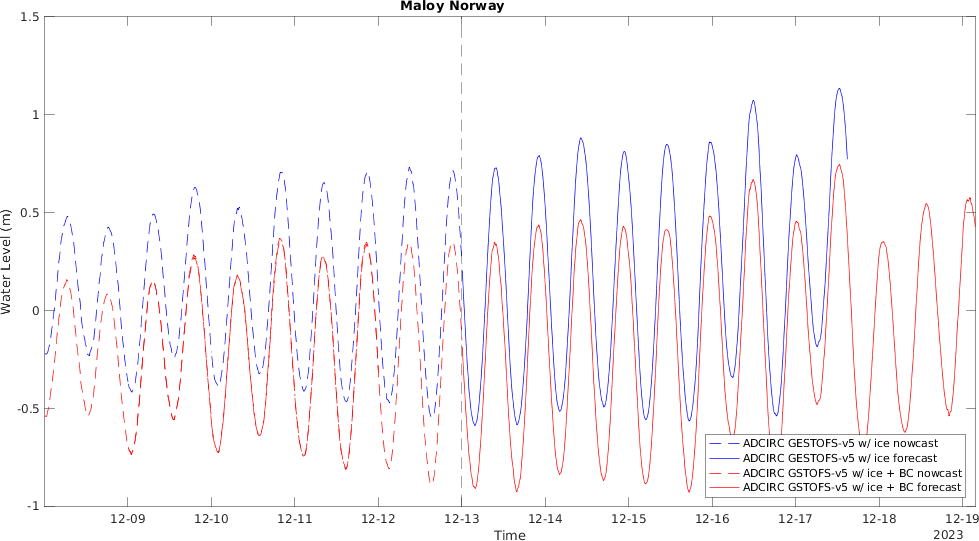 Maloy Norway
1.5
1
0.5
0
-0.5
-1
Water Level (m)
ADCIRC GESTOFS-v5 w/ ice nowcast
ADCIRC GESTOFS-v5 w/ ice forecast
ADCIRC GSTOFS-v5 w/ ice + BC nowcast
ADCIRC GSTOFS-v5 w/ ice + BC forecast
12-09 12-10 12-11 12-12 12-13 12-14 12-15 12-16 12-17 12-18 12-19
Time
2023